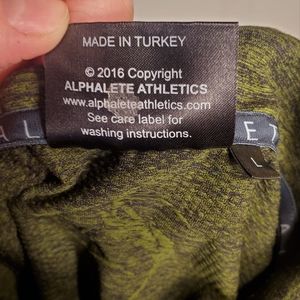 MADE IN TURKEY
© 2016 Copyright
ALPHALETE ATHLETICS
www.alphaleteathletics.com
See care label for
washing instructions.
A L
E T
L